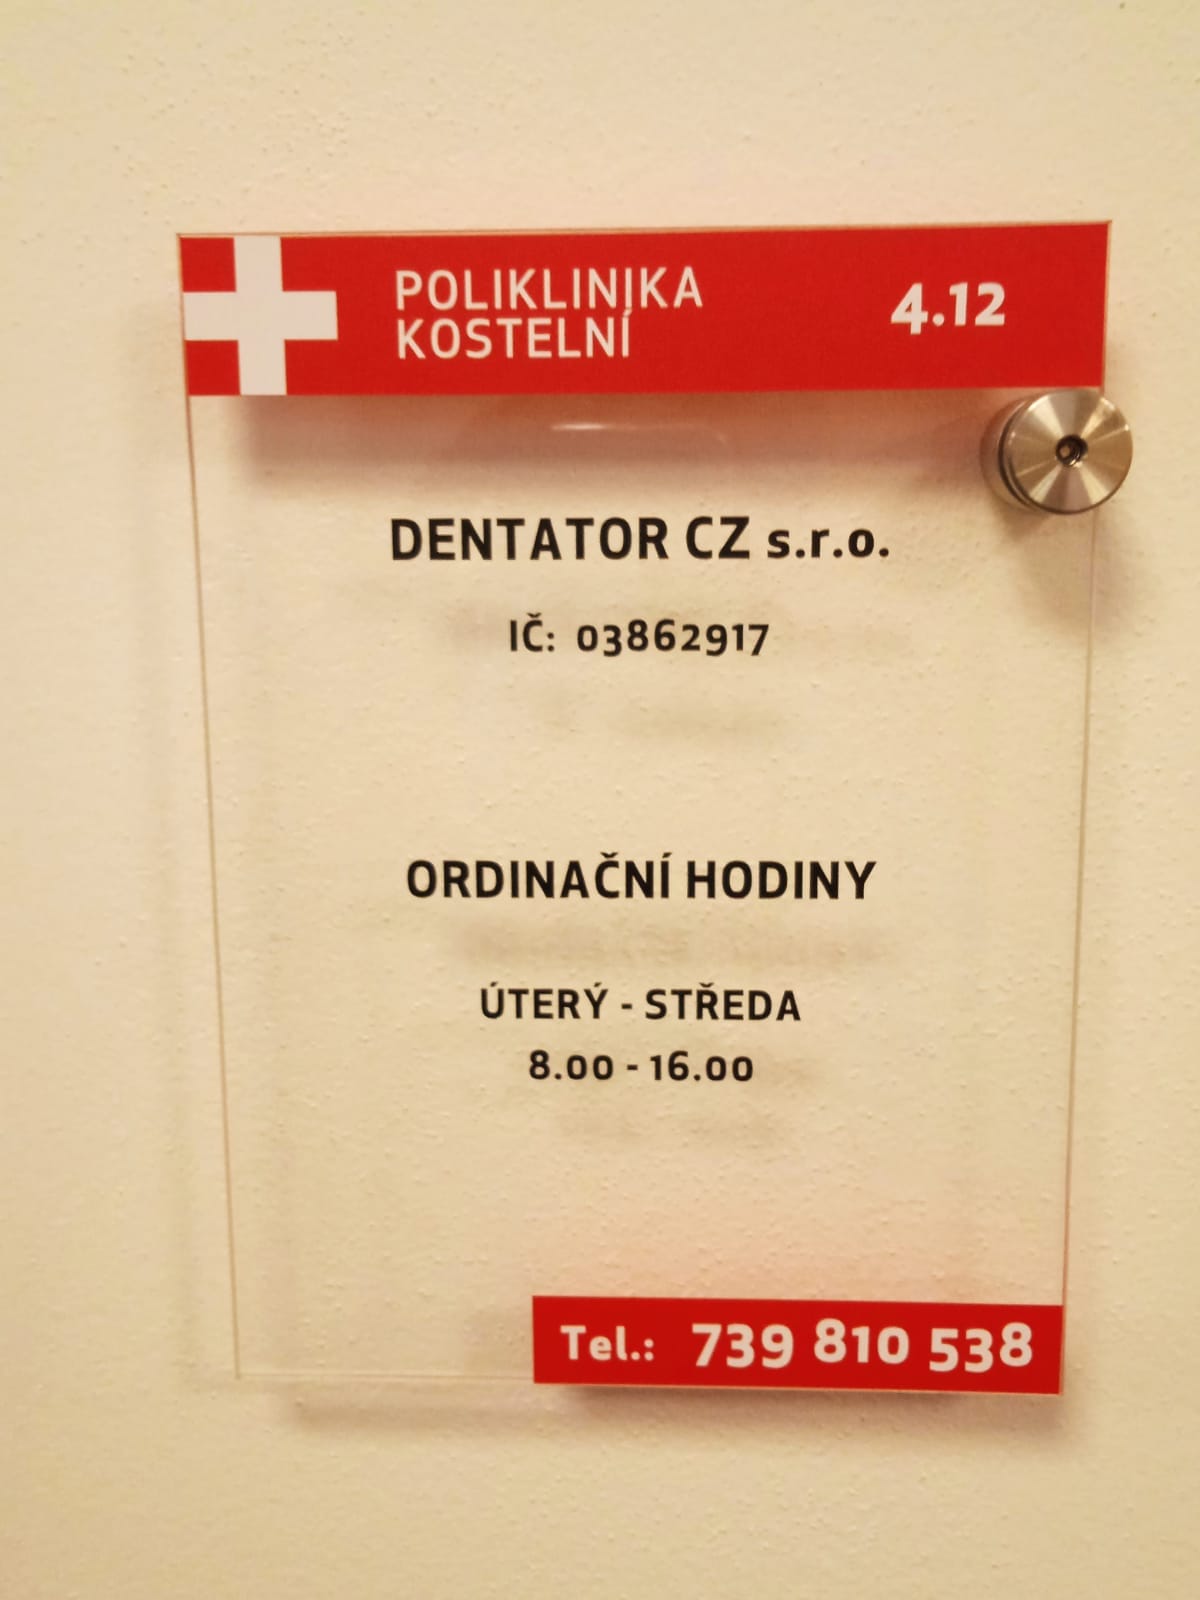 POLIKLINIKA
KOSTELNÍ
4.12
DENTATOR CZ s.r.o.
IČ: 03862917
ORDINAČNÍ HODINY
ÚTERÝ - STŘEDA
8.00 - 16.00
Tel.: 739 810 538